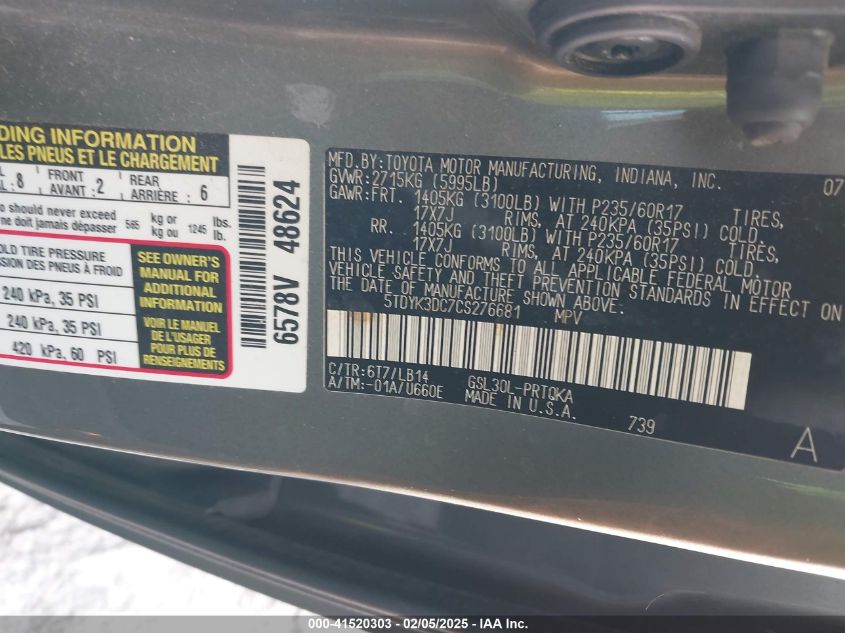 DING INFORMATION
LES PNEUS ET LE CHARGEMENT
8 FRONT AVANT : 2 REAR ARRIÈRE : 6
o should never exceed 565 kg or 1245 lbs.
ne doit jamais dépasser kg ou lb.
OLD TIRE PRESSURE
SSION DES PNEUS À FROID
240 kPa, 35 PSI
240 kPa, 35 PSI
420 kPa, 60 PSI
SEE OWNER'S
MANUAL FOR
ADDITIONAL
INFORMATION
VOIR LE MANUEL
DE L'USAGER
POUR PLUS DE
RENSEIGNEMENTS
6578V 48624
MFD.BY:TOYOTA MOTOR MANUFACTURING, INDIANA, INC. 07
GVWR:2715KG (5995LB)
GAWR:FRT. 1405KG (3100LB) WITH P235/60R17 TIRES,
17X7J RIMS, AT 240KPA (35PSI) COLD.
RR. 1405KG (3100LB) WITH P235/60R17 TIRES,
17X7J RIMS, AT 240KPA (35PSI) COLD.
THIS VEHICLE CONFORMS TO ALL APPLICABLE FEDERAL MOTOR
VEHICLE SAFETY AND THEFT PREVENTION STANDARDS IN EFFECT ON
THE DATE OF MANUFACTURE SHOWN ABOVE.
5TDYK3DC7CS276681 MPV
C/TR:6T7/LB14 GSL30L-PRTQKA
A/TM:-01A/U660E MADE IN U.S.A.
739
A
000-41520303 - 02/05/2025 - IAA Inc.